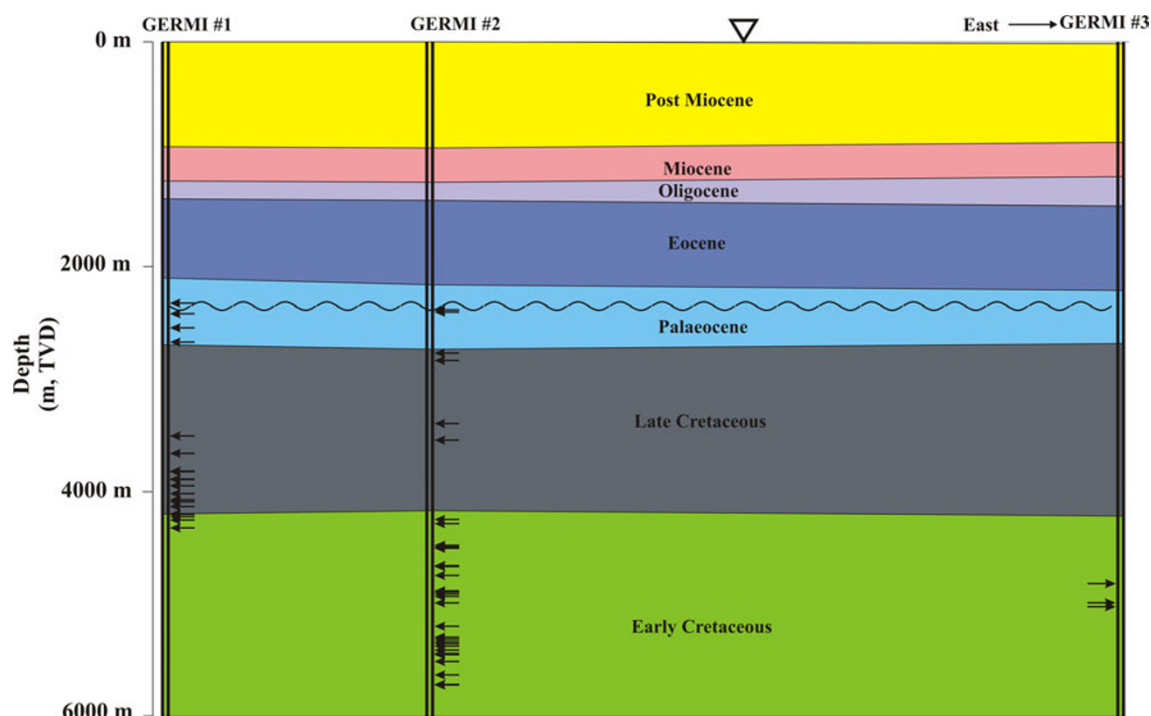 GERMI #1
GERMI #2
East
GERMI #3
0 m
Post Miocene
Miocene
Oligocene
Eocene
2000 m
Palaeocene
Depth
(m, TVD)
Late Cretaceous
4000 m
Early Cretaceous
6000 m